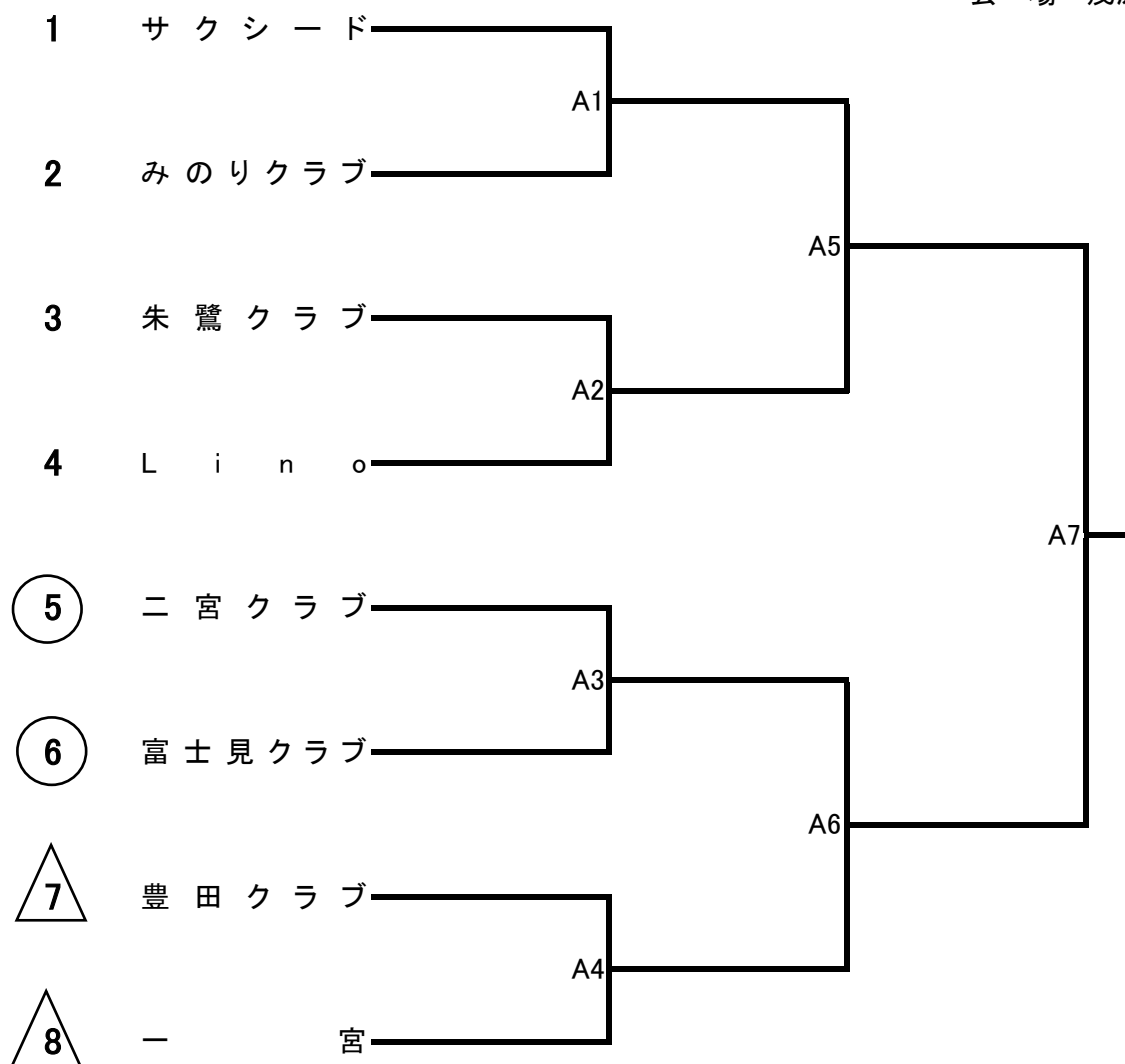 1 サクシード
A1
2 みのりクラブ
A5
3 朱鷺クラブ
A2
4 Lino
A7
5 二宮クラブ
A3
6 富士見クラブ
A6
7 豊田クラブ
A4
8 一宮